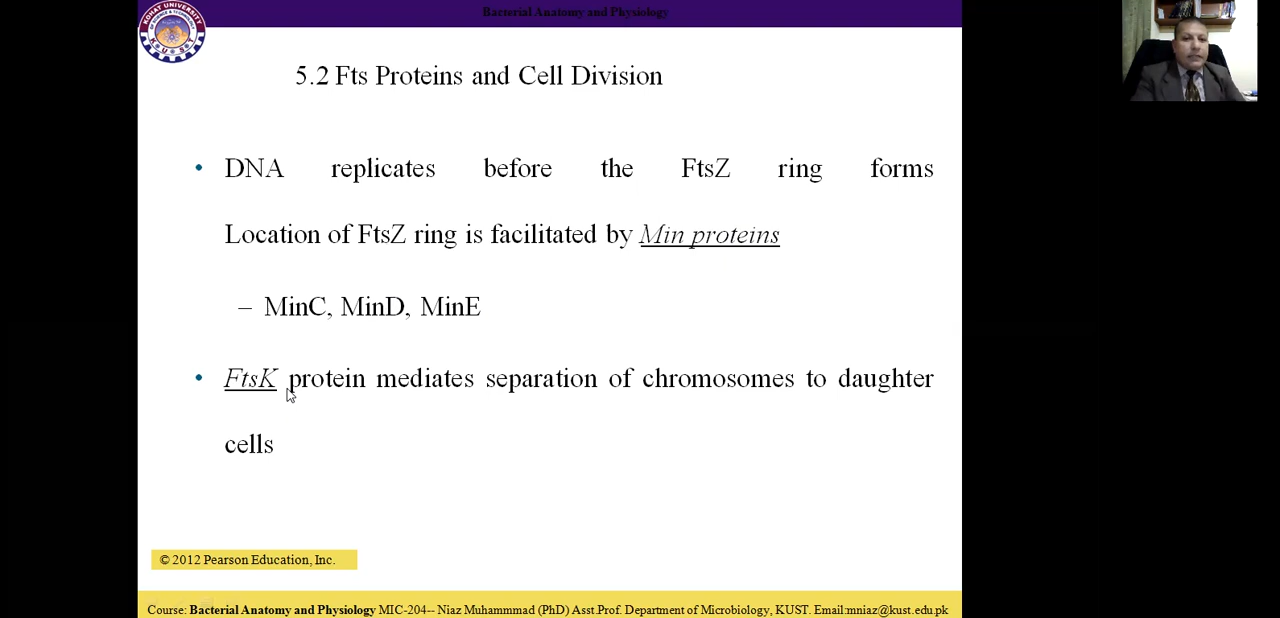 Bacterial Anatomy and Physiology
KOHAT UNIVERSITY
K U S T
5.2 Fts Proteins and Cell Division
• DNA replicates before the FtsZ ring forms
Location of FtsZ ring is facilitated by Min proteins
– MinC, MinD, MinE
• FtsK protein mediates separation of chromosomes to daughter
cells
© 2012 Pearson Education, Inc.
Course: Bacterial Anatomy and Physiology MIC-204-- Niaz Muhammmad (PhD) Asst.Prof. Department of Microbiology, KUST. Email:mniaz@kust.edu.pk